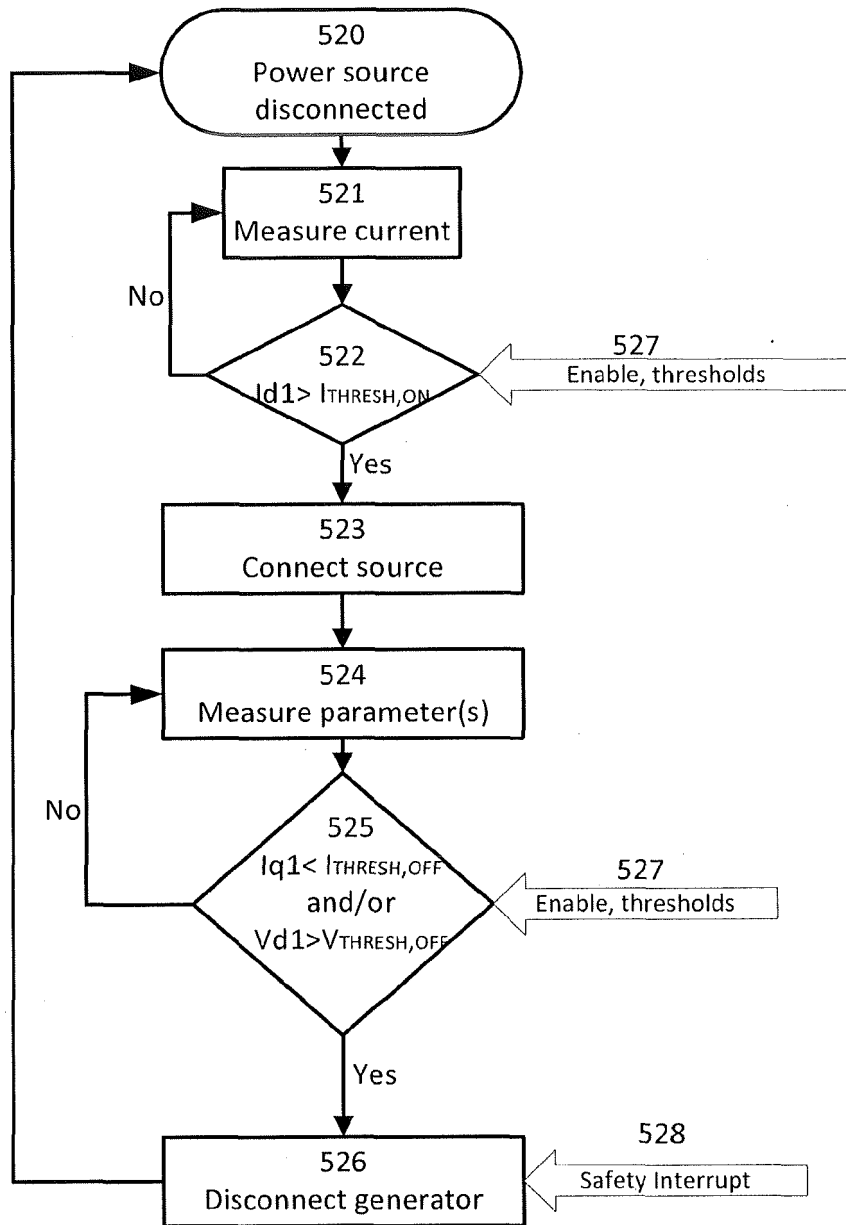 520
Power source
disconnected
521
Measure current
No
522
Id1> ITHRESH,ON
527
Enable, thresholds
Yes
523
Connect source
524
Measure parameter(s)
No
525
Iq1< ITHRESH,OFF
and/or
Vd1>VTHRESH,OFF
527
Enable, thresholds
Yes
526
Disconnect generator
528
Safety Interrupt